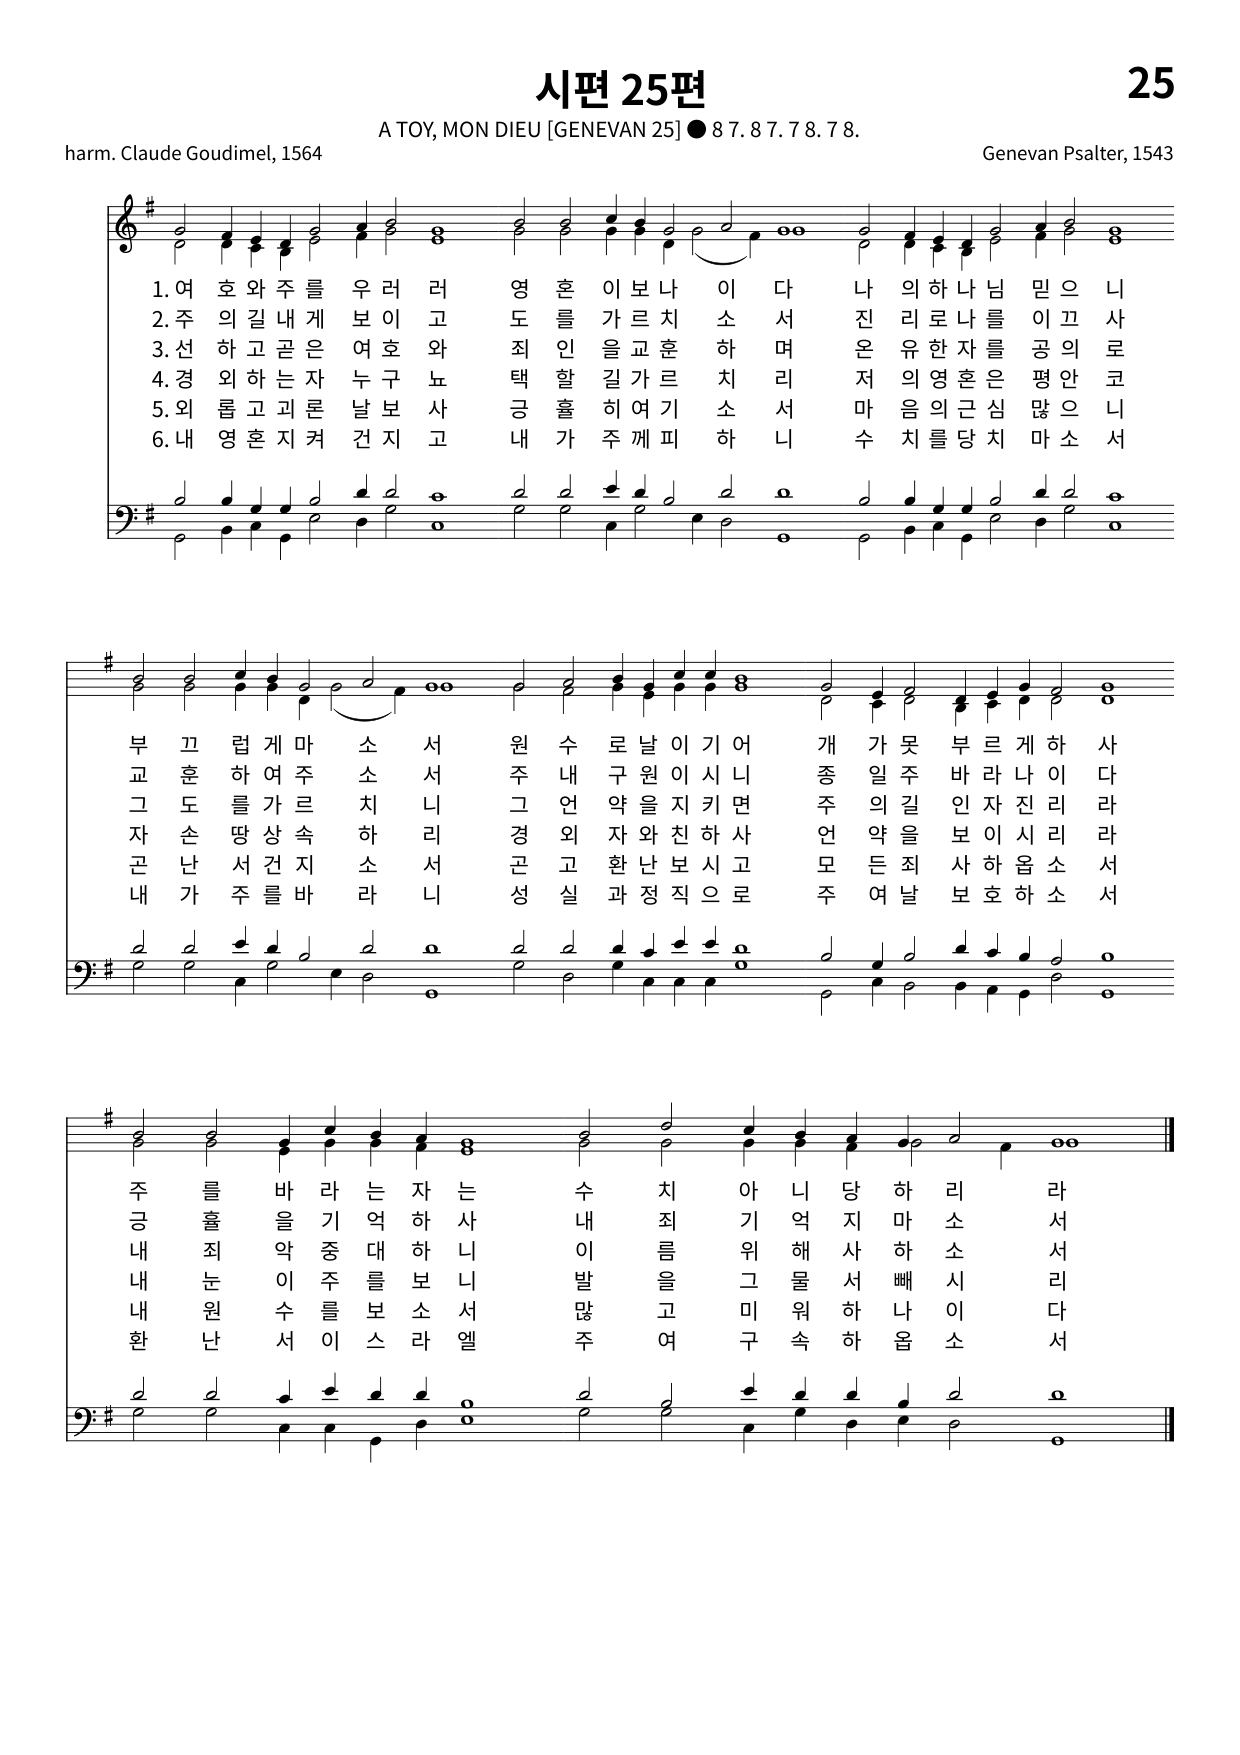 시편 25편
25
A TOY, MON DIEU [GENEVAN 25] ● 8 7. 8 7. 7 8. 7 8.
harm. Claude Goudimel, 1564
Genevan Psalter, 1543
1. 여 호 와 주 를 우 러 러 영 혼 이 보 나 이 다 나 의 하 나 님 믿 으 니
2. 주 의 길 내 게 보 이 고 도 를 가 르 치 소 서 진 리 로 나 를 이 끄 사
3. 선 하 고 곧 은 여 호 와 죄 인 을 교 훈 하 며 온 유 한 자 를 공 의 로
4. 경 외 하 는 자 누 구 뇨 택 할 길 가 르 치 리 저 의 영 혼 은 평 안 코
5. 외 롭 고 괴 론 날 보 사 긍 휼 히 여 기 소 서 마 음 의 근 심 많 으 니
6. 내 영 혼 지 켜 건 지 고 내 가 주 께 피 하 니 수 치 를 당 치 마 소 서
부 끄 럽 게 마 소 서 원 수 로 날 이 기 어 개 가 못 부 르 게 하 사
교 훈 하 여 주 소 서 주 내 구 원 이 시 니 종 일 주 바 라 나 이 다
그 도 를 가 르 치 니 그 언 약 을 지 키 면 주 의 길 인 자 진 리 라
자 손 땅 상 속 하 리 경 외 자 와 친 하 사 언 약 을 보 이 시 리 라
곤 난 서 건 지 소 서 곤 고 환 난 보 시 고 모 든 죄 사 하 옵 소 서
내 가 주 를 바 라 니 성 실 과 정 직 으 로 주 여 날 보 호 하 소 서
주 를 바 라 는 자 는 수 치 아 니 당 하 리 라
긍 휼 을 기 억 하 사 내 죄 기 억 지 마 소 서
내 죄 악 중 대 하 니 이 름 위 해 사 하 소 서
내 눈 이 주 를 보 니 발 을 그 물 서 빼 시 리
내 원 수 를 보 소 서 많 고 미 워 하 나 이 다
환 난 서 이 스 라 엘 주 여 구 속 하 옵 소 서